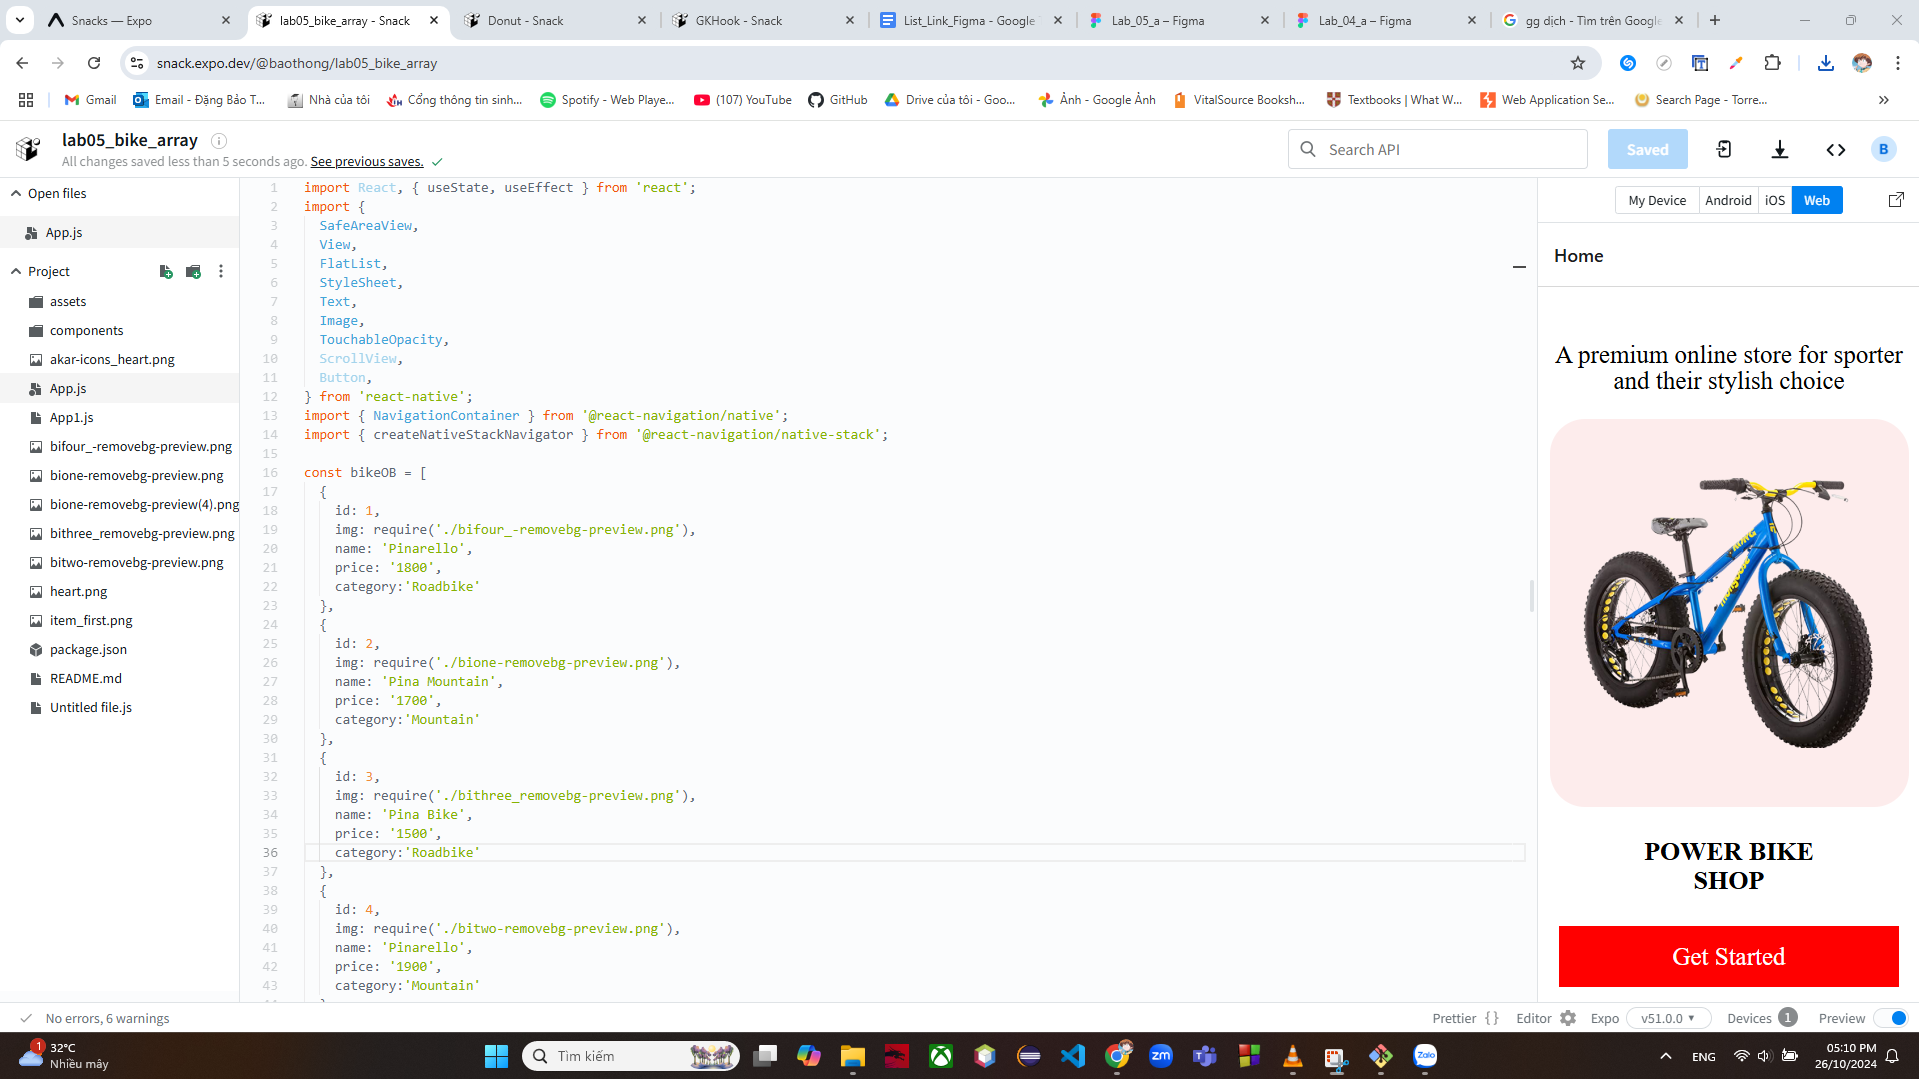 Snacks — Expo
lab05_bike_array - Snack
Donut - Snack
GKHook - Snack
List_Link_Figma - Google
Lab_05_a – Figma
Lab_04_a – Figma
gg dịch - Tìm trên Google
snack.expo.dev/@baothong/lab05_bike_array
Gmail
Email - Đặng Bảo T...
Nhà của tôi
Cổng thông tin sinh...
Spotify - Web Playe...
(107) YouTube
GitHub
Drive của tôi - Goo...
Ảnh - Google Ảnh
VitalSource Booksh...
Textbooks | What W...
Web Application Se...
Search Page - Torre...
lab05_bike_array
All changes saved less than 5 seconds ago. See previous saves.
Search API
Saved
B
Open files
App.js
Project
assets
components
akar-icons_heart.png
App.js
App1.js
bifour_-removebg-preview.png
bione-removebg-preview.png
bione-removebg-preview(4).png
bithree_removebg-preview.png
bitwo-removebg-preview.png
heart.png
item_first.png
package.json
README.md
Untitled file.js
1 import React, { useState, useEffect } from 'react';
2 import {
3 SafeAreaView,
4 View,
5 FlatList,
6 StyleSheet,
7 Text,
8 Image,
9 TouchableOpacity,
10 ScrollView,
11 Button,
12 } from 'react-native';
13 import { NavigationContainer } from '@react-navigation/native';
14 import { createNativeStackNavigator } from '@react-navigation/native-stack';
15
16 const bikeOB = [
17 {
18 id: 1,
19 img: require('./bifour_-removebg-preview.png'),
20 name: 'Pinarello',
21 price: '1800',
22 category:'Roadbike'
23 },
24 {
25 id: 2,
26 img: require('./bione-removebg-preview.png'),
27 name: 'Pina Mountain',
28 price: '1700',
29 category:'Mountain'
30 },
31 {
32 id: 3,
33 img: require('./bithree_removebg-preview.png'),
34 name: 'Pina Bike',
35 price: '1500',
36 category:'Roadbike'
37 },
38 {
39 id: 4,
40 img: require('./bitwo-removebg-preview.png'),
41 name: 'Pinarello',
42 price: '1900',
43 category:'Mountain'
My Device
Android
iOS
Web
Home
A premium online store for sporter
and their stylish choice
POWER BIKE
SHOP
Get Started
No errors, 6 warnings
Prettier { }
Editor
Expo
v51.0.0
Devices 1
Preview
1
32°C
Nhiều mây
Tìm kiếm
zm
Zalo
ENG
05:10 PM
26/10/2024